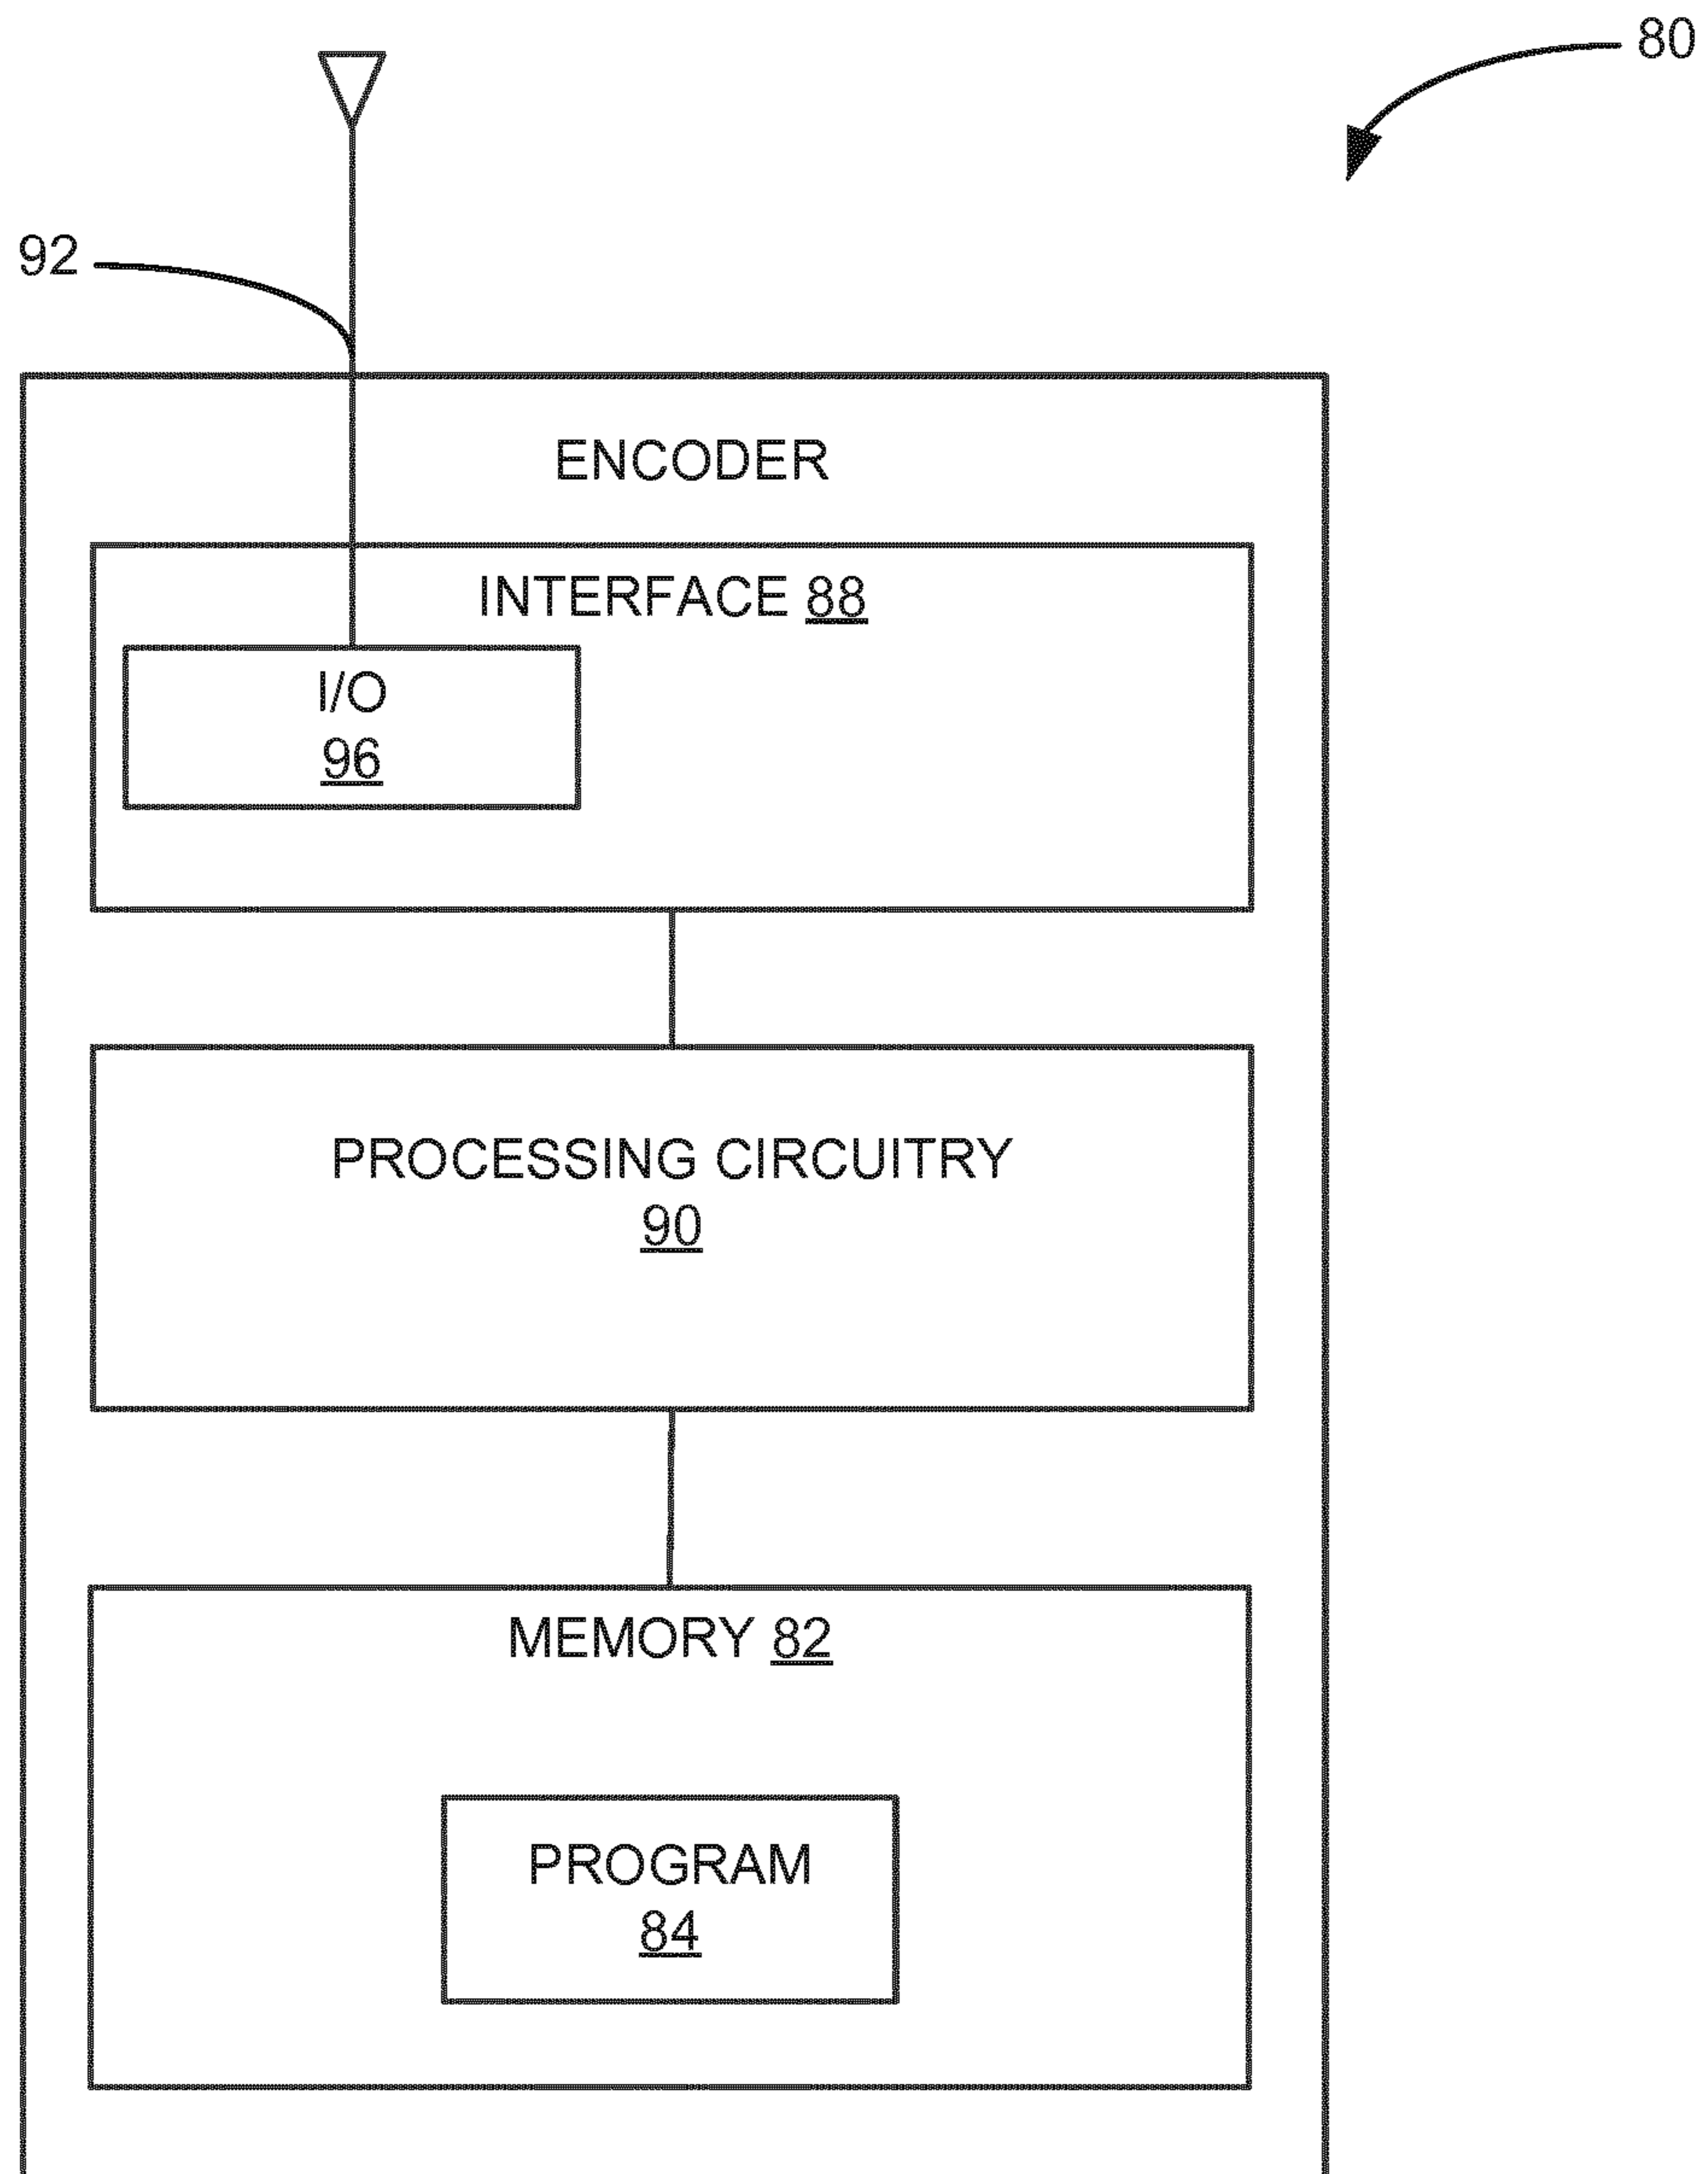 80
92
ENCODER
INTERFACE 88
I/O
96
PROCESSING CIRCUITRY
90
MEMORY 82
PROGRAM
84